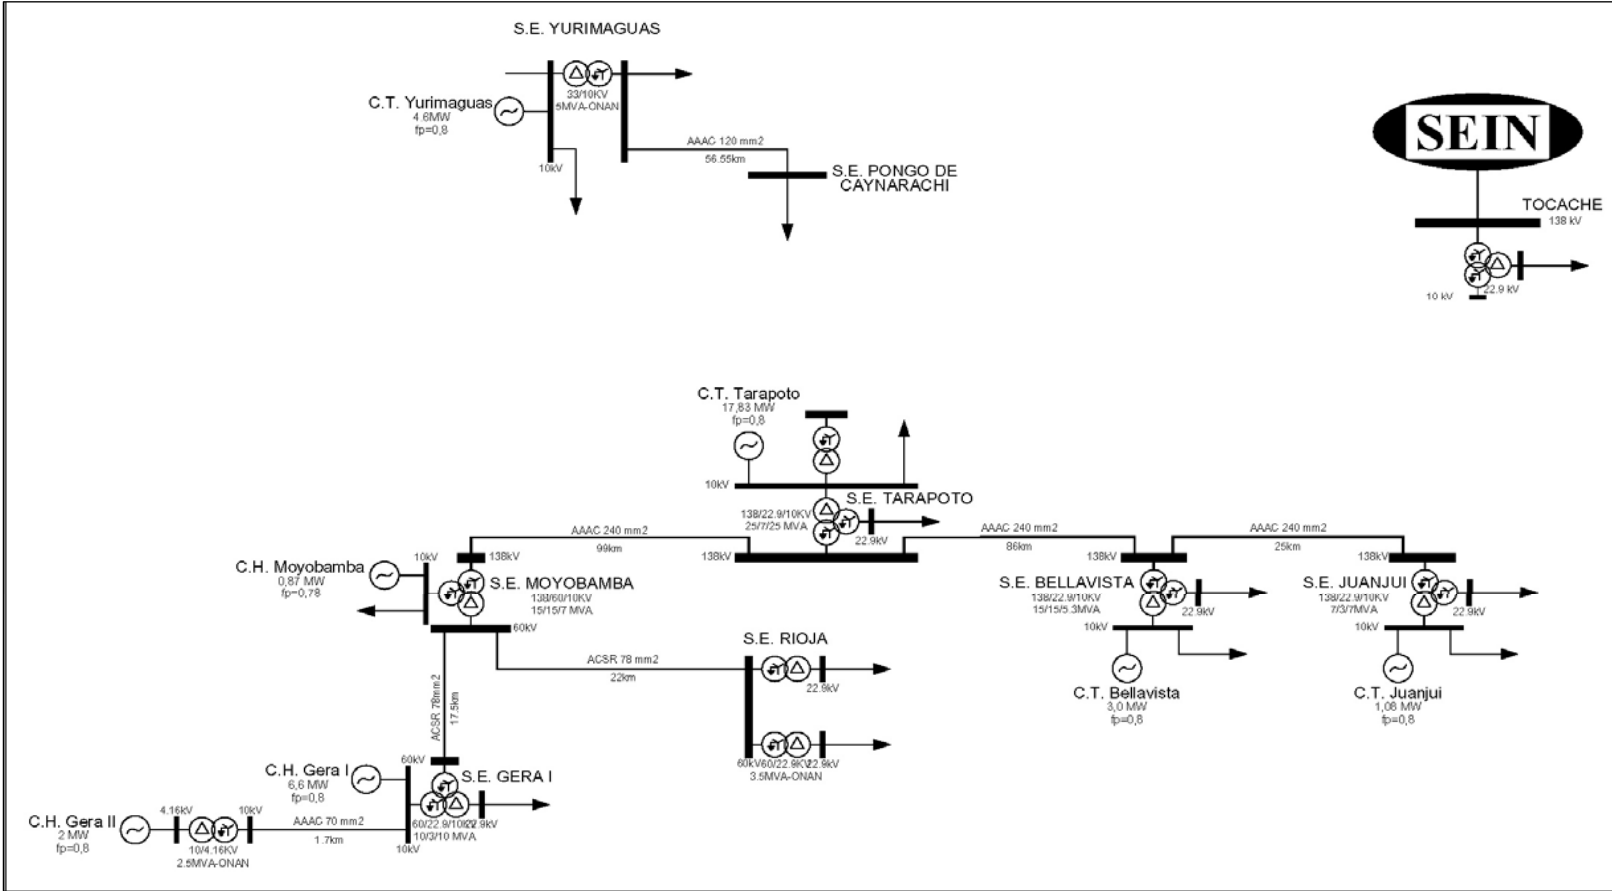 S.E. YURIMAGUAS
C.T. Yurimaguas
4.6MW
fp=0,8
33/10KV
5MVA-ONAN
10kV
AAAC 120 mm2
56.55km
S.E. PONGO DE
CAYNARACHI
SEIN
TOCACHE
138 kV
22.9 kV
10 kV
C.T. Tarapoto
17,83 MW
fp=0,8
10kV
S.E. TARAPOTO
138/22.9/10KV
25/7/25 MVA
22.9kV
138kV
AAAC 240 mm2
99km
AAAC 240 mm2
86km
AAAC 240 mm2
25km
C.H. Moyobamba
0,87 MW
fp=0,78
10kV
138kV
S.E. MOYOBAMBA
138/60/10KV
15/15/7 MVA
60kV
138kV
S.E. BELLAVISTA
138/22.9/10KV
15/15/5.3MVA
22.9kV
10kV
C.T. Bellavista
3,0 MW
fp=0,8
138kV
S.E. JUANJUI
138/22.9/10KV
7/3/7MVA
22.9kV
10kV
C.T. Juanjui
1,08 MW
fp=0,8
S.E. RIOJA
ACSR 78 mm2
22km
22.9kV
60kV
60/22.9KV
22.9kV
3.5MVA-ONAN
ACSR 78mm2
17.5km
60kV
C.H. Gera I
6,6 MW
fp=0,8
S.E. GERA I
60/22.9/10KV
22.9kV
10/3/10 MVA
10kV
C.H. Gera II
2 MW
fp=0,8
4.16kV
10kV
10/4.16KV
2.5MVA-ONAN
AAAC 70 mm2
1.7km